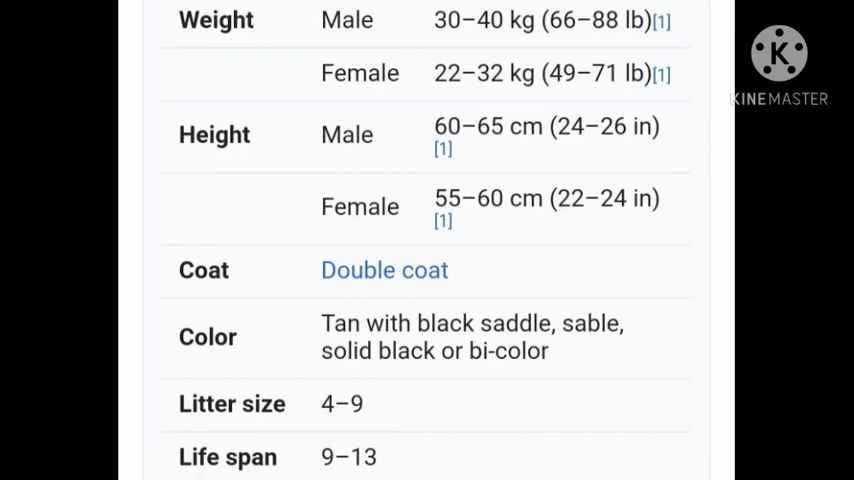 Weight Male 30–40 kg (66–88 lb)[1]
Female 22–32 kg (49–71 lb)[1]
Height Male 60–65 cm (24–26 in)
[1]
Female 55–60 cm (22–24 in)
[1]
Coat Double coat
Color Tan with black saddle, sable,
solid black or bi-color
Litter size 4–9
Life span 9–13
K
KINEMASTER